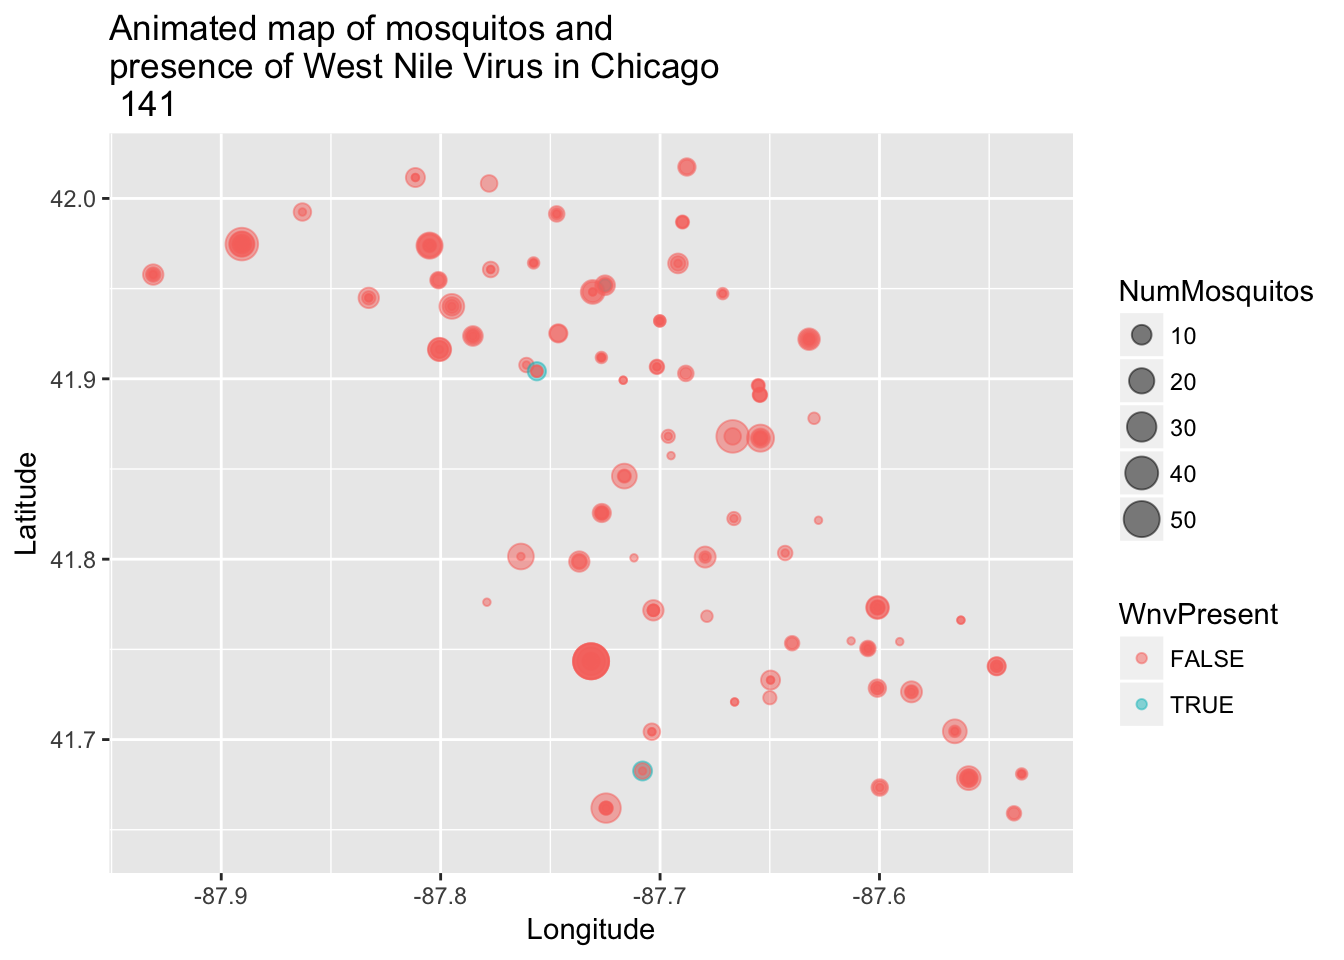 Animated map of mosquitos and
presence of West Nile Virus in Chicago
141
42.0
41.9
41.8
41.7
Latitude
-87.9
-87.8
-87.7
-87.6
Longitude
NumMosquitos
10
20
30
40
50
WnvPresent
FALSE
TRUE